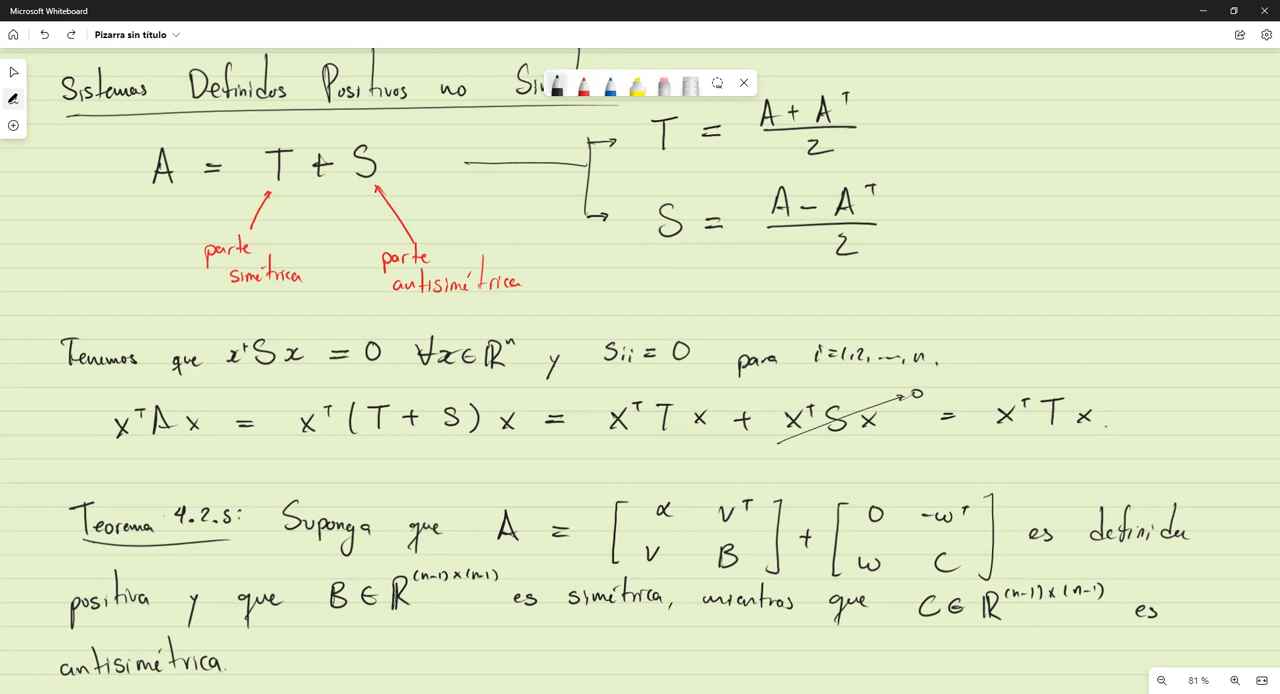 Microsoft Whiteboard
Pizarra sin título
Sistemas Definidos Positivos no
A = T + S
T = (A + Aᵀ)/2
S = (A − Aᵀ)/2
parte simétrica
parte antisimétrica
Tenemos que xᵀSx = 0 ∀x∈ℝⁿ y Sii = 0 para i=1,2,...,n.
xᵀAx = xᵀ(T + S)x = xᵀTx + xᵀSx → 0 = xᵀTx.
Teorema 4.2.5: Suponga que A = [α vᵀ; v B] + [0 -wᵀ; w C] es definida
positiva y que B∈ℝ⁽ⁿ⁻¹⁾ˣ⁽ⁿ⁻¹⁾ es simétrica, mientras que C∈ℝ⁽ⁿ⁻¹⁾ˣ⁽ⁿ⁻¹⁾ es
antisimétrica.
81 %